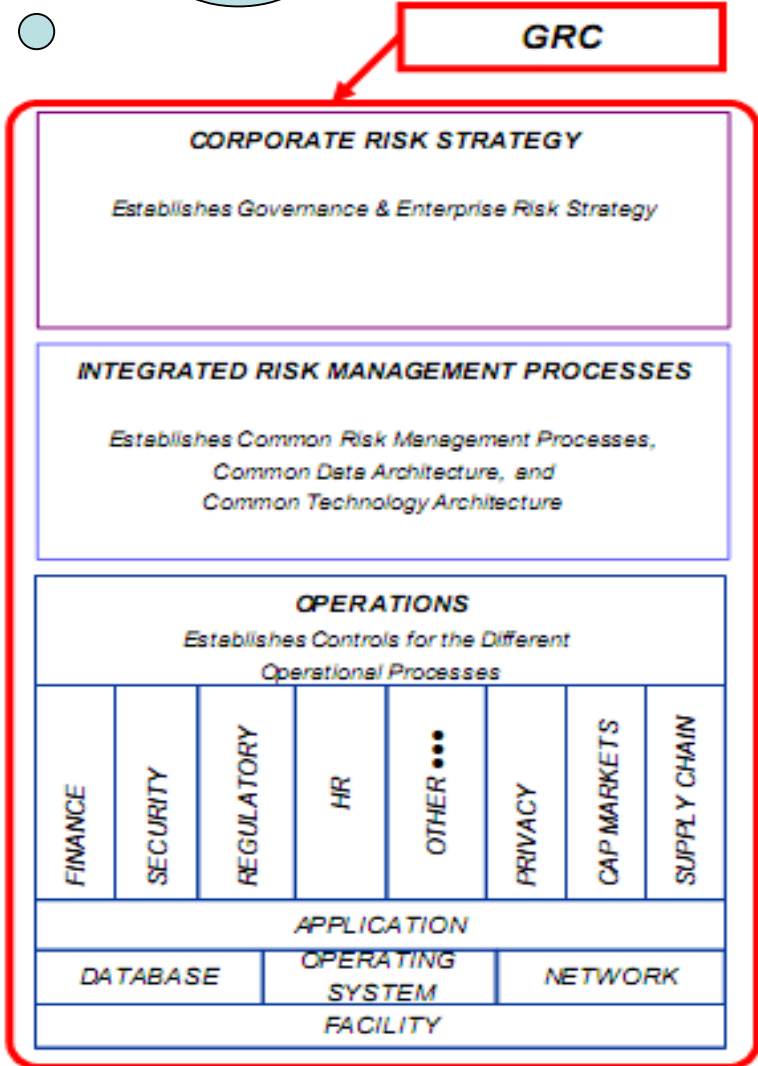 GRC
CORPORATE RISK STRATEGY
Establishes Governance & Enterprise Risk Strategy
INTEGRATED RISK MANAGEMENT PROCESSES
Establishes Common Risk Management Processes,
Common Data Architecture, and
Common Technology Architecture
OPERATIONS
Establishes Controls for the Different
Operational Processes
FINANCE
SECURITY
REGULATORY
HR
OTHER •••
PRIVACY
CAP MARKETS
SUPPLY CHAIN
APPLICATION
DATABASE
OPERATING
SYSTEM
NETWORK
FACILITY